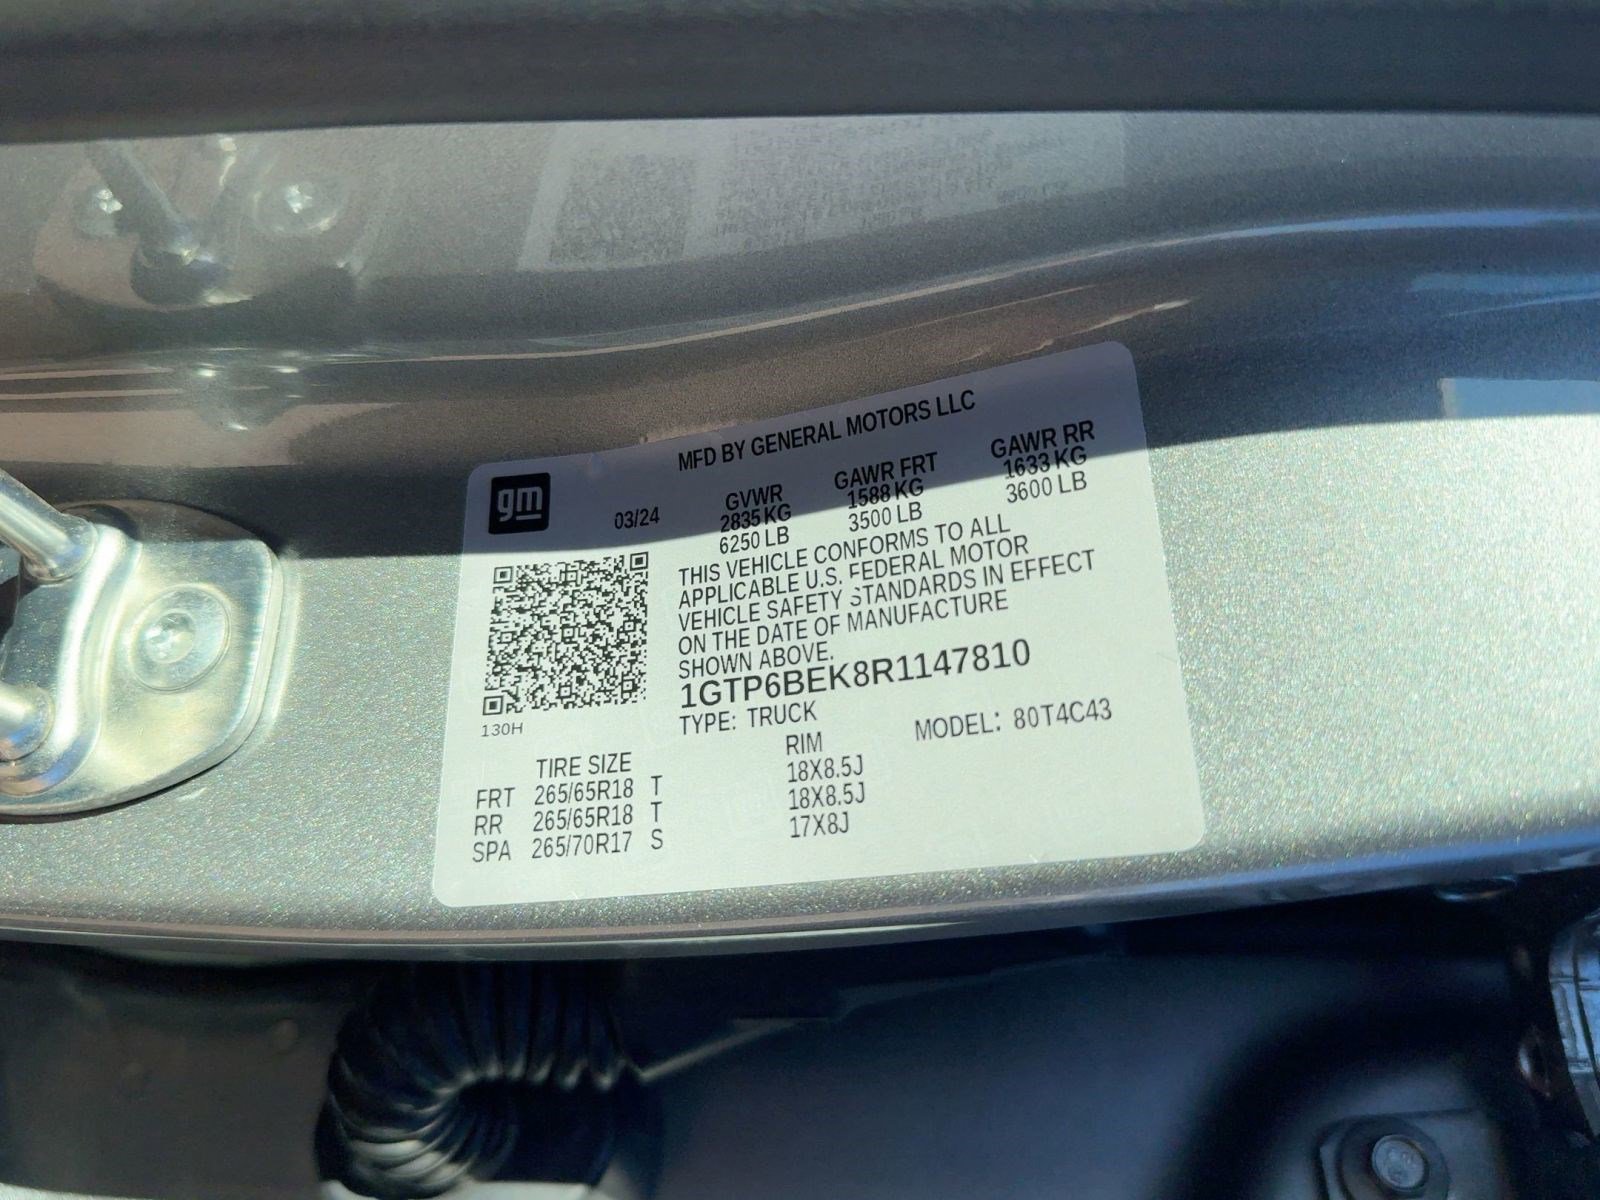 MFD BY GENERAL MOTORS LLC
gm
03/24
GVWR
2835 KG
6250 LB
GAWR FRT
1588 KG
3500 LB
GAWR RR
1633 KG
3600 LB
THIS VEHICLE CONFORMS TO ALL
APPLICABLE U.S. FEDERAL MOTOR
VEHICLE SAFETY STANDARDS IN EFFECT
ON THE DATE OF MANUFACTURE
SHOWN ABOVE.
1GTP6BEK8R1147810
TYPE: TRUCK
MODEL: 80T4C43
130H
TIRE SIZE RIM
FRT 265/65R18 T 18X8.5J
RR 265/65R18 T 18X8.5J
SPA 265/70R17 S 17X8J